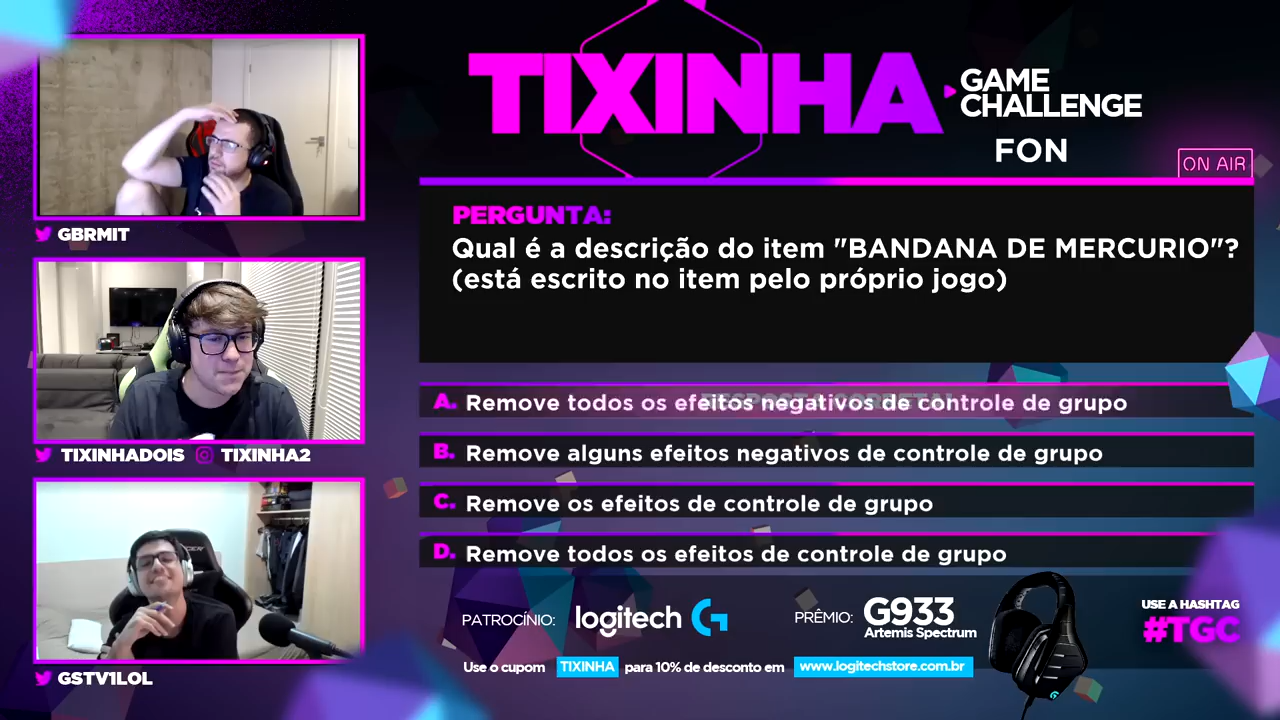 TIXINHA
GAME
CHALLENGE
FON
ON AIR
PERGUNTA:
Qual é a descrição do item "BANDANA DE MERCURIO"?
(está escrito no item pelo próprio jogo)
GBRMIT
A. Remove todos os efeitos negativos de controle de grupo
RESPOSTA CORRETA!
B. Remove alguns efeitos negativos de controle de grupo
TIXINHADOIS TIXINHA2
C. Remove os efeitos de controle de grupo
D. Remove todos os efeitos de controle de grupo
PATROCÍNIO: logitech G
PRÊMIO: G933
Artemis Spectrum
USE A HASHTAG
#TGC
Use o cupom TIXINHA para 10% de desconto em www.logitechstore.com.br
GSTV1LOL